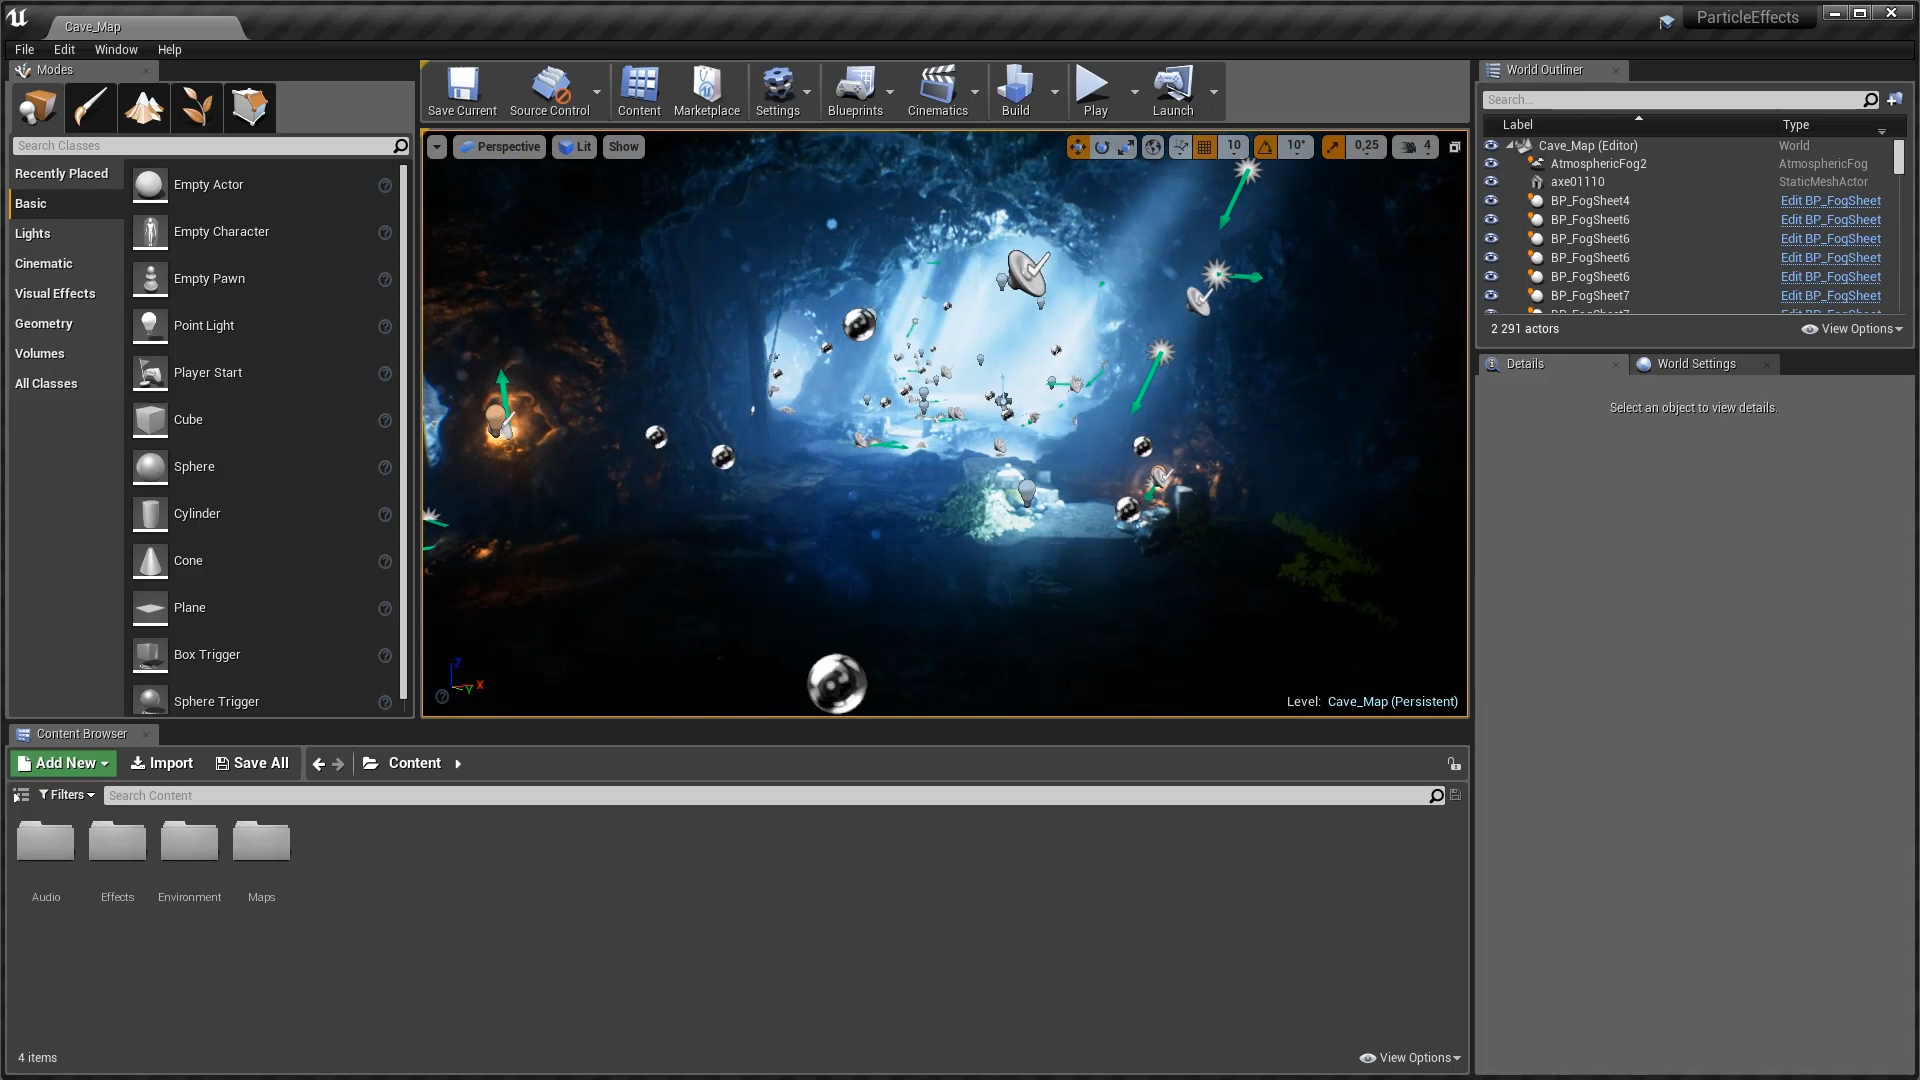 Cave_Map
ParticleEffects
File Edit Window Help
Modes
Search Classes
Recently Placed
Basic
Lights
Cinematic
Visual Effects
Geometry
Volumes
All Classes
Empty Actor
Empty Character
Empty Pawn
Point Light
Player Start
Cube
Sphere
Cylinder
Cone
Plane
Box Trigger
Sphere Trigger
Save Current Source Control Content Marketplace Settings Blueprints Cinematics Build Play Launch
Perspective Lit Show 10 10° 0,25 4
Z
Y X
Level: Cave_Map (Persistent)
World Outliner
Search...
Label Type
Cave_Map (Editor) World
AtmosphericFog2 AtmosphericFog
axe01110 StaticMeshActor
BP_FogSheet4 Edit BP_FogSheet
BP_FogSheet6 Edit BP_FogSheet
BP_FogSheet6 Edit BP_FogSheet
BP_FogSheet6 Edit BP_FogSheet
BP_FogSheet6 Edit BP_FogSheet
BP_FogSheet7 Edit BP_FogSheet
2 291 actors View Options
Details World Settings
Select an object to view details.
Content Browser
Add New Import Save All Content
Filters Search Content
Audio Effects Environment Maps
4 items View Options